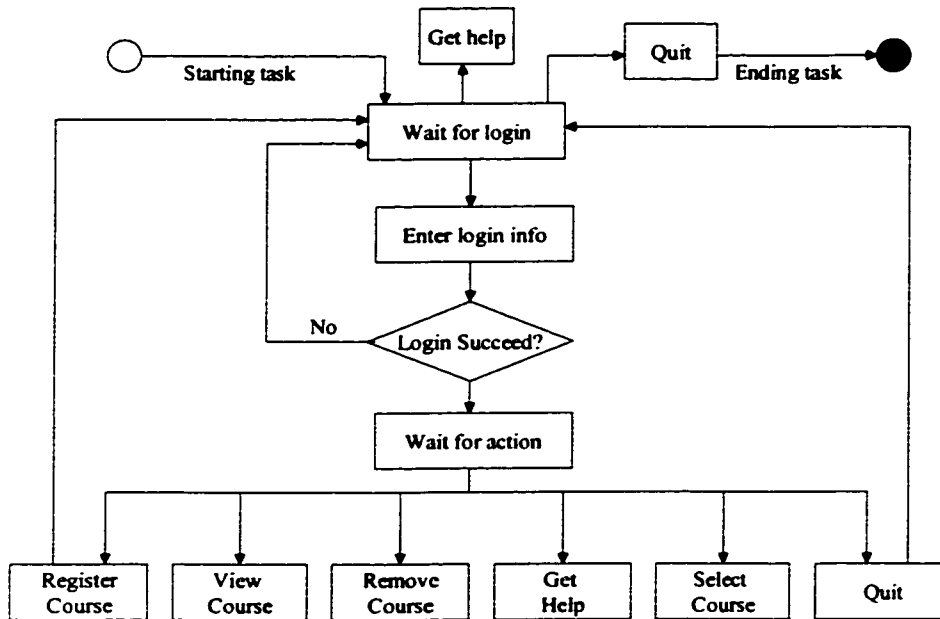 Get help
Quit
Starting task
Ending task
Wait for login
Enter login info
No
Login Succeed?
Wait for action
Register
Course
View
Course
Remove
Course
Get
Help
Select
Course
Quit